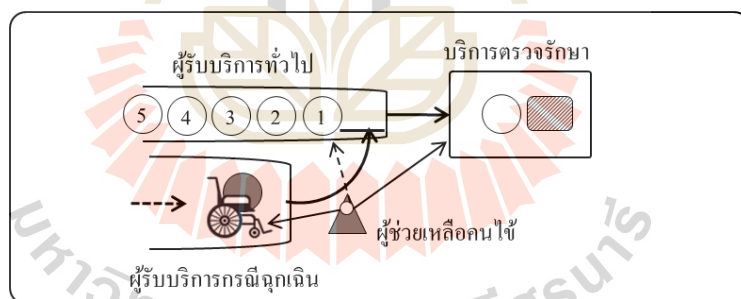 ผู้รับบริการทั่วไป
บริการตรวจรักษา
5 4 3 2 1
ผู้ช่วยเหลือคนไข้
ผู้รับบริการกรณีฉุกเฉิน